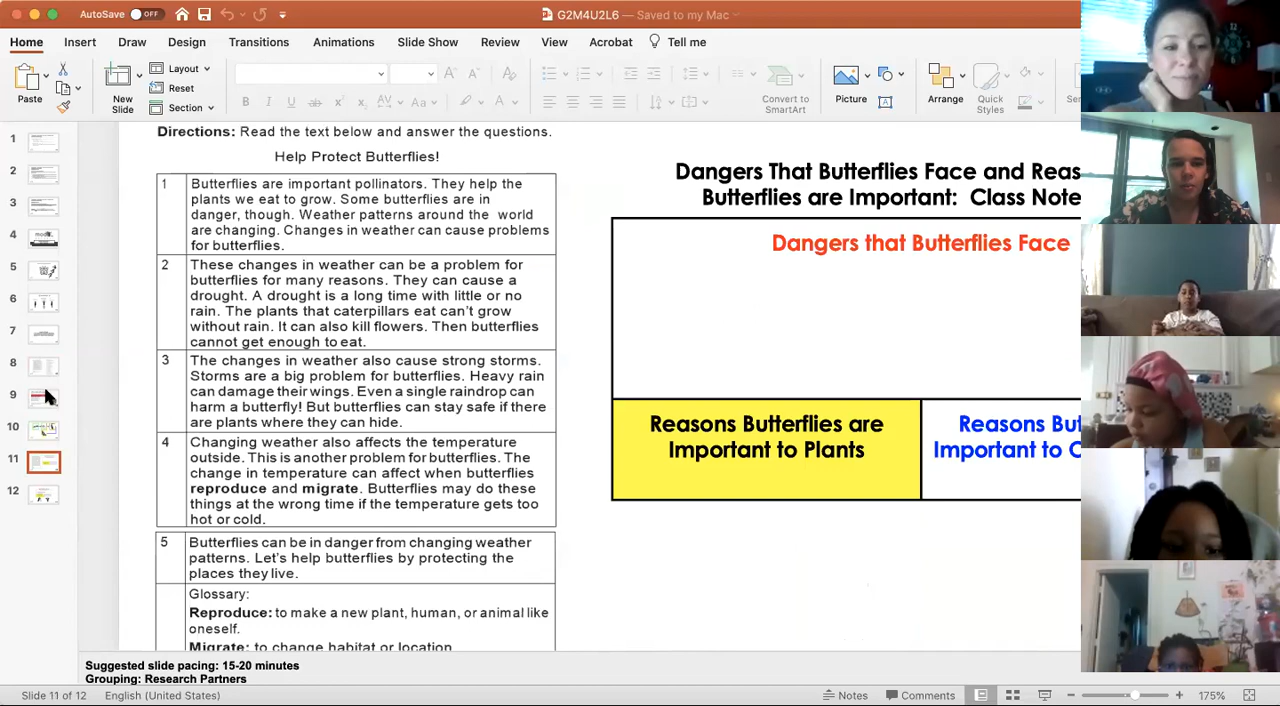 AutoSave OFF
G2M4U2L6 — Saved to my Mac
Home Insert Draw Design Transitions Animations Slide Show Review View Acrobat Tell me
Paste
New Slide
Layout
Reset
Section
Convert to SmartArt
Picture
Arrange
Quick Styles
1
2
3
4
5
6
7
8
9
10
11
12
Directions: Read the text below and answer the questions.
Help Protect Butterflies!
1 Butterflies are important pollinators. They help the
plants we eat to grow. Some butterflies are in
danger, though. Weather patterns around the world
are changing. Changes in weather can cause problems
for butterflies.
2 These changes in weather can be a problem for
butterflies for many reasons. They can cause a
drought. A drought is a long time with little or no
rain. The plants that caterpillars eat can't grow
without rain. It can also kill flowers. Then butterflies
cannot get enough to eat.
3 The changes in weather also cause strong storms.
Storms are a big problem for butterflies. Heavy rain
can damage their wings. Even a single raindrop can
harm a butterfly! But butterflies can stay safe if there
are plants where they can hide.
4 Changing weather also affects the temperature
outside. This is another problem for butterflies. The
change in temperature can affect when butterflies
reproduce and migrate. Butterflies may do these
things at the wrong time if the temperature gets too
hot or cold.
5 Butterflies can be in danger from changing weather
patterns. Let's help butterflies by protecting the
places they live.
Glossary:
Reproduce: to make a new plant, human, or animal like
oneself.
Migrate: to change habitat or location
Dangers That Butterflies Face and Reas
Butterflies are Important: Class Note
Dangers that Butterflies Face
Reasons Butterflies are
Important to Plants
Reasons But
Important to
Suggested slide pacing: 15-20 minutes
Grouping: Research Partners
Slide 11 of 12 English (United States) Notes Comments 175%